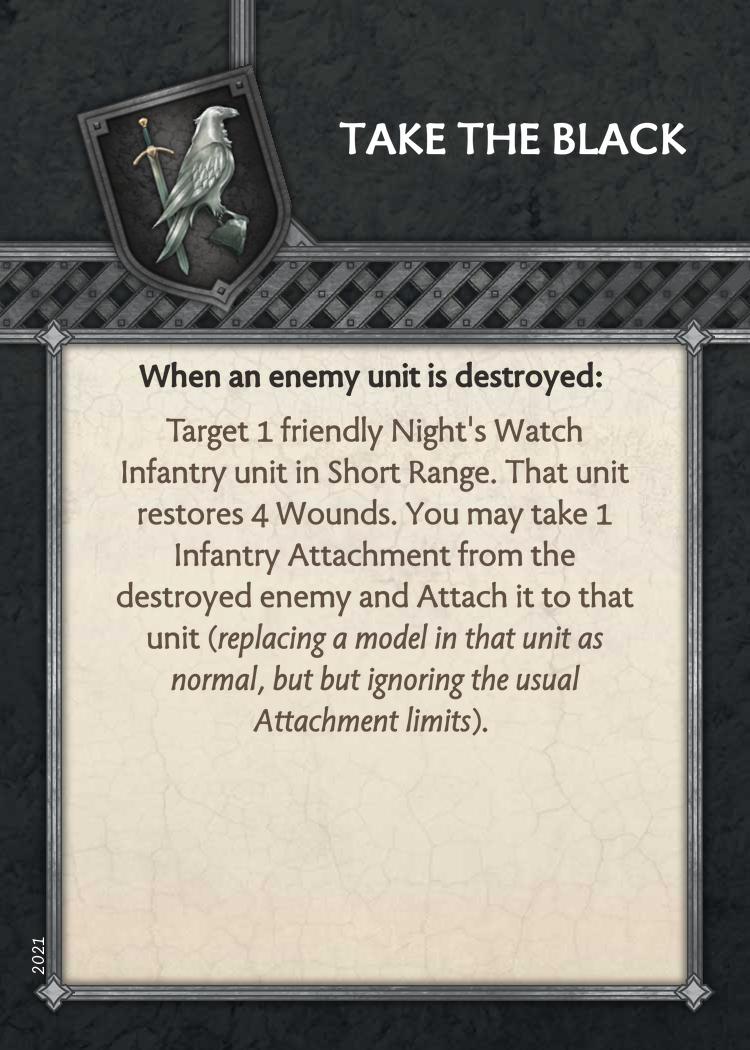 TAKE THE BLACK
When an enemy unit is destroyed:
Target 1 friendly Night's Watch
Infantry unit in Short Range. That unit
restores 4 Wounds. You may take 1
Infantry Attachment from the
destroyed enemy and Attach it to that
unit (replacing a model in that unit as
normal, but but ignoring the usual
Attachment limits).
2021